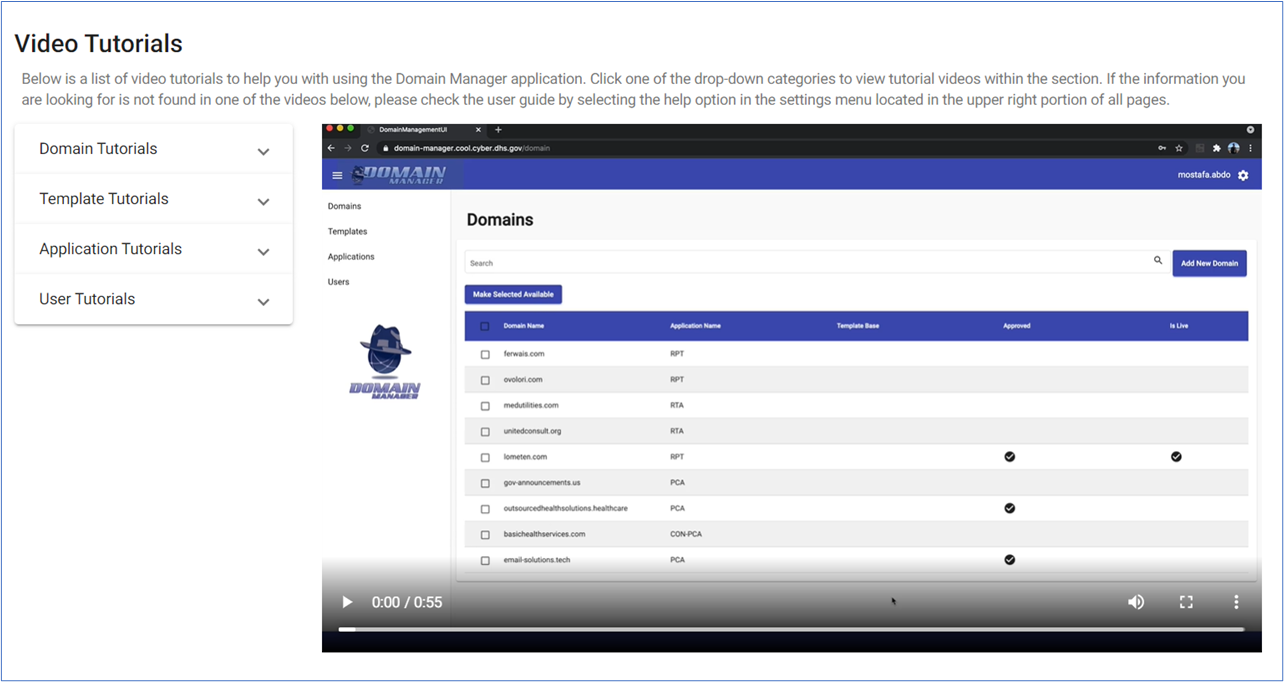 Video Tutorials
Below is a list of video tutorials to help you with using the Domain Manager application. Click one of the drop-down categories to view tutorial videos within the section. If the information you
are looking for is not found in one of the videos below, please check the user guide by selecting the help option in the settings menu located in the upper right portion of all pages.
Domain Tutorials
Template Tutorials
Application Tutorials
User Tutorials
DomainManagementUI
domain-manager.cool.cyber.dhs.gov/domain
DOMAIN
MANAGER
mostafa.abdo
Domains
Templates
Applications
Users
DOMAIN
MANAGER
Domains
Search
Add New Domain
Make Selected Available
Domain Name Application Name Template Base Approved Is Live
ferwais.com RPT
ovolori.com RPT
medutilities.com RTA
unitedconsult.org RTA
lometen.com RPT
gov-announcements.us PCA
outsourcedhealthsolutions.healthcare PCA
basichealthservices.com CON-PCA
email-solutions.tech PCA
0:00 / 0:55